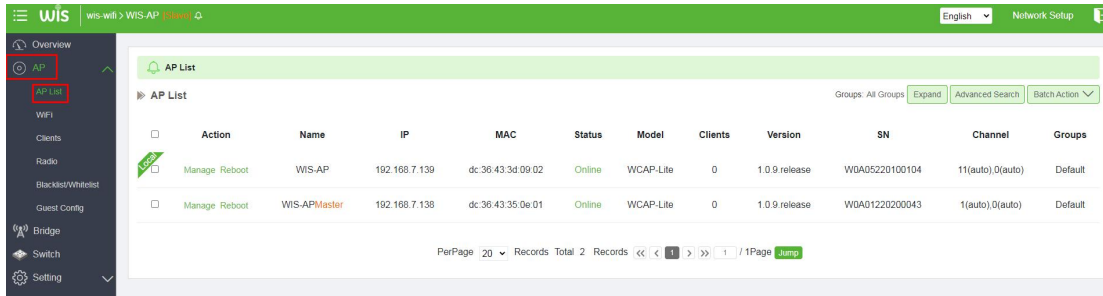 wis wis-wifi > WIS-AP English Network Setup
Overview
AP
AP List
WiFi
Clients
Radio
Blacklist/Whitelist
Guest Config
Bridge
Switch
Setting
AP List
AP List Groups: All Groups Expand Advanced Search Batch Action
Action Name IP MAC Status Model Clients Version SN Channel Groups
Local Manage Reboot WIS-AP 192.168.7.139 dc:36:43:3d:09:02 Online WCAP-Lite 0 1.0.9.release W0A05220100104 11(auto),0(auto) Default
Manage Reboot WIS-APMaster 192.168.7.138 dc:36:43:35:0e:01 Online WCAP-Lite 0 1.0.9.release W0A01220200043 1(auto),0(auto) Default
PerPage 20 Records Total 2 Records << < 1 > >> 1 / 1Page Jump